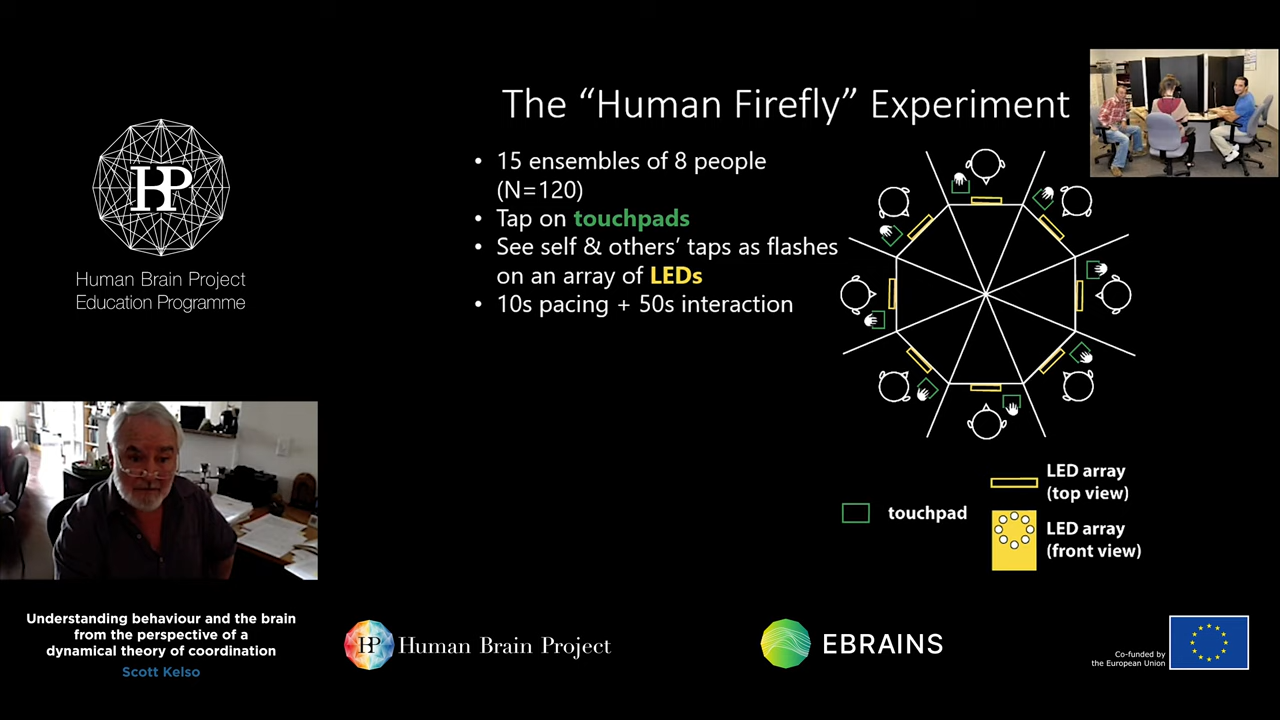 The “Human Firefly” Experiment
• 15 ensembles of 8 people
(N=120)
• Tap on touchpads
• See self & others’ taps as flashes
on an array of LEDs
• 10s pacing + 50s interaction
HP
Human Brain Project
Education Programme
LED array
(top view)
touchpad
LED array
(front view)
Understanding behaviour and the brain
from the perspective of a
dynamical theory of coordination
Scott Kelso
HP Human Brain Project
EBRAINS
Co-funded by
the European Union